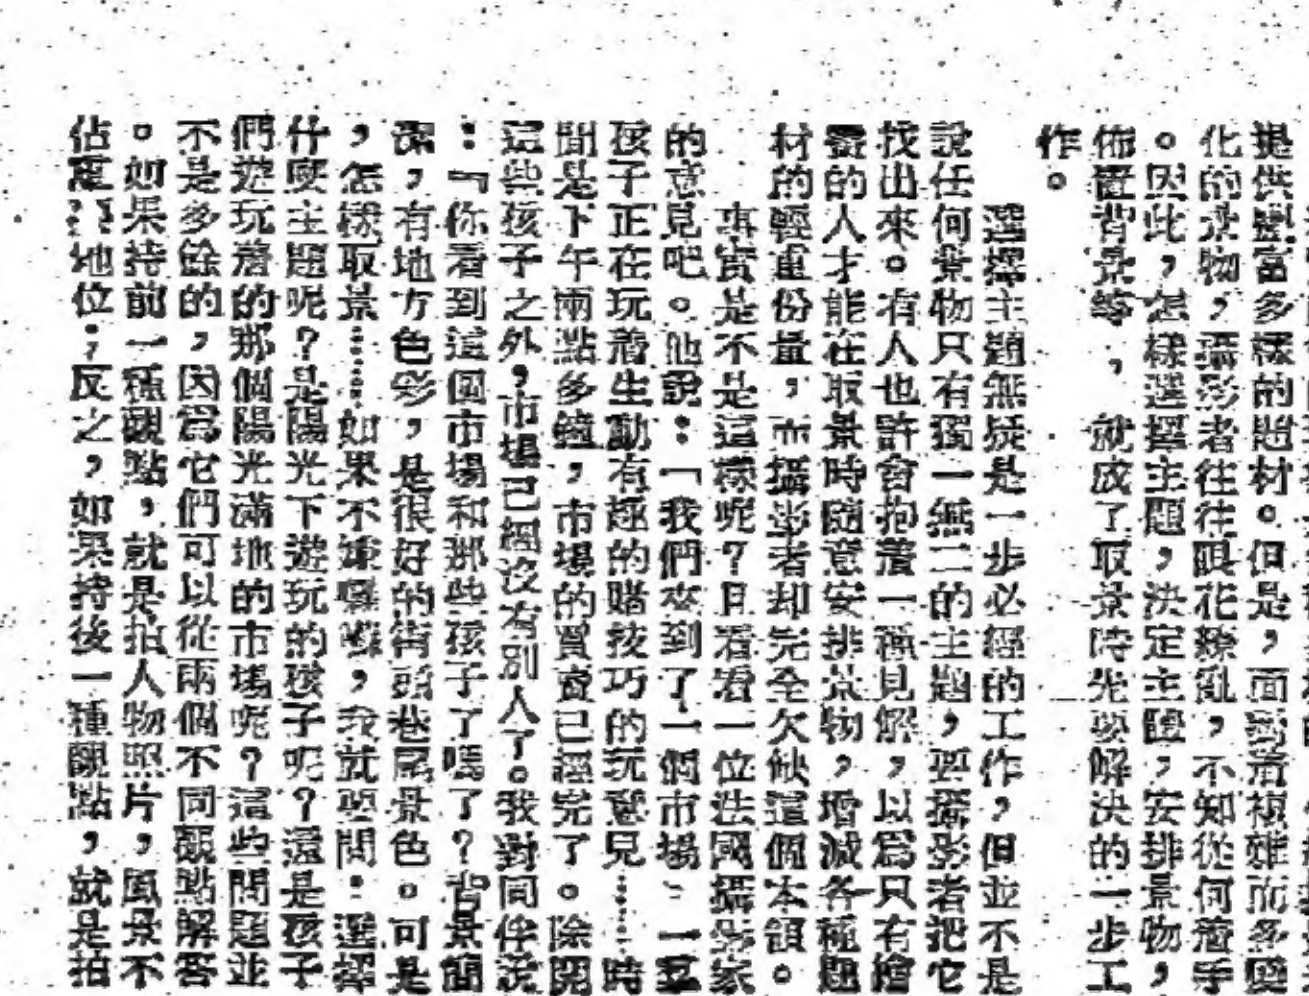 提供豐富多樣的題材。但是，面對着複雜而多變
化的景物，攝影者往往眼花繚亂，不知從何着手
。因此，怎樣選擇主題，決定主體，安排景物，
佈置背景等，就成了取景時先要解決的一步工
作。
選擇主題無疑是一步必經的工作，但並不是
說任何景物只有獨一無二的主題，要攝影者把它
找出來。有人也許會抱着一種見解，以爲只有繪
畫的人才能在取景時隨意安排景物，增減各種題
材的輕重份量，而攝影者却完全欠缺這個本領。
事實是不是這樣呢？且看看一位法國攝影家
的意見吧。他說：「我們來到了一個市場：一羣
孩子正在玩着生動有趣的賭技巧的玩意兒……時
間是下午兩點多鐘，市場的買賣已經完了。除開
這些孩子之外，市場已經沒有別人了。我對同伴說
：『你看到這個市場和那些孩子了嗎？背景簡
潔，有地方色彩，是很好的街頭巷尾景色。可是
，怎樣取景……如果不嫌囉嗦，我就要問：選擇
什麼主題呢？是陽光下遊玩的孩子呢？還是孩子
們遊玩着的那個陽光滿地的市場呢？這些問題並
不是多餘的，因爲它們可以從兩個不同觀點解答
。如果持前一種觀點，就是拍人物照片，風景不
佔重要地位；反之，如果持後一種觀點，就是拍